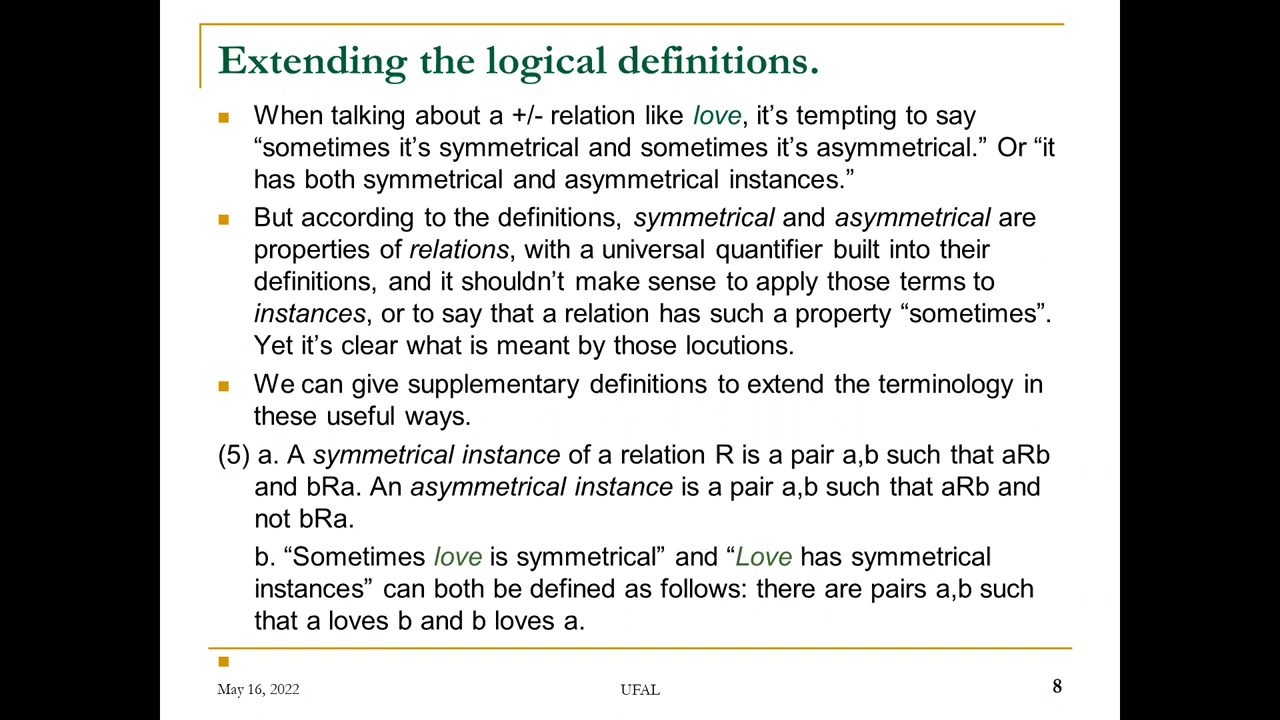 Extending the logical definitions.
When talking about a +/- relation like love, it’s tempting to say
“sometimes it’s symmetrical and sometimes it’s asymmetrical.” Or “it
has both symmetrical and asymmetrical instances.”
But according to the definitions, symmetrical and asymmetrical are
properties of relations, with a universal quantifier built into their
definitions, and it shouldn’t make sense to apply those terms to
instances, or to say that a relation has such a property “sometimes”.
Yet it’s clear what is meant by those locutions.
We can give supplementary definitions to extend the terminology in
these useful ways.
(5) a. A symmetrical instance of a relation R is a pair a,b such that aRb
and bRa. An asymmetrical instance is a pair a,b such that aRb and
not bRa.
b. “Sometimes love is symmetrical” and “Love has symmetrical
instances” can both be defined as follows: there are pairs a,b such
that a loves b and b loves a.
May 16, 2022 UFAL 8